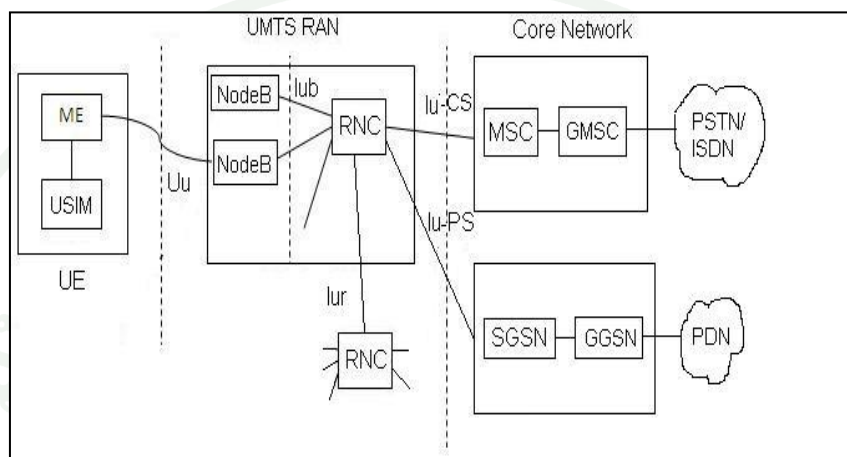 UMTS RAN
Core Network
ME
USIM
UE
Uu
NodeB
NodeB
Iub
RNC
Iur
RNC
Iu-CS
Iu-PS
MSC
GMSC
PSTN/
ISDN
SGSN
GGSN
PDN